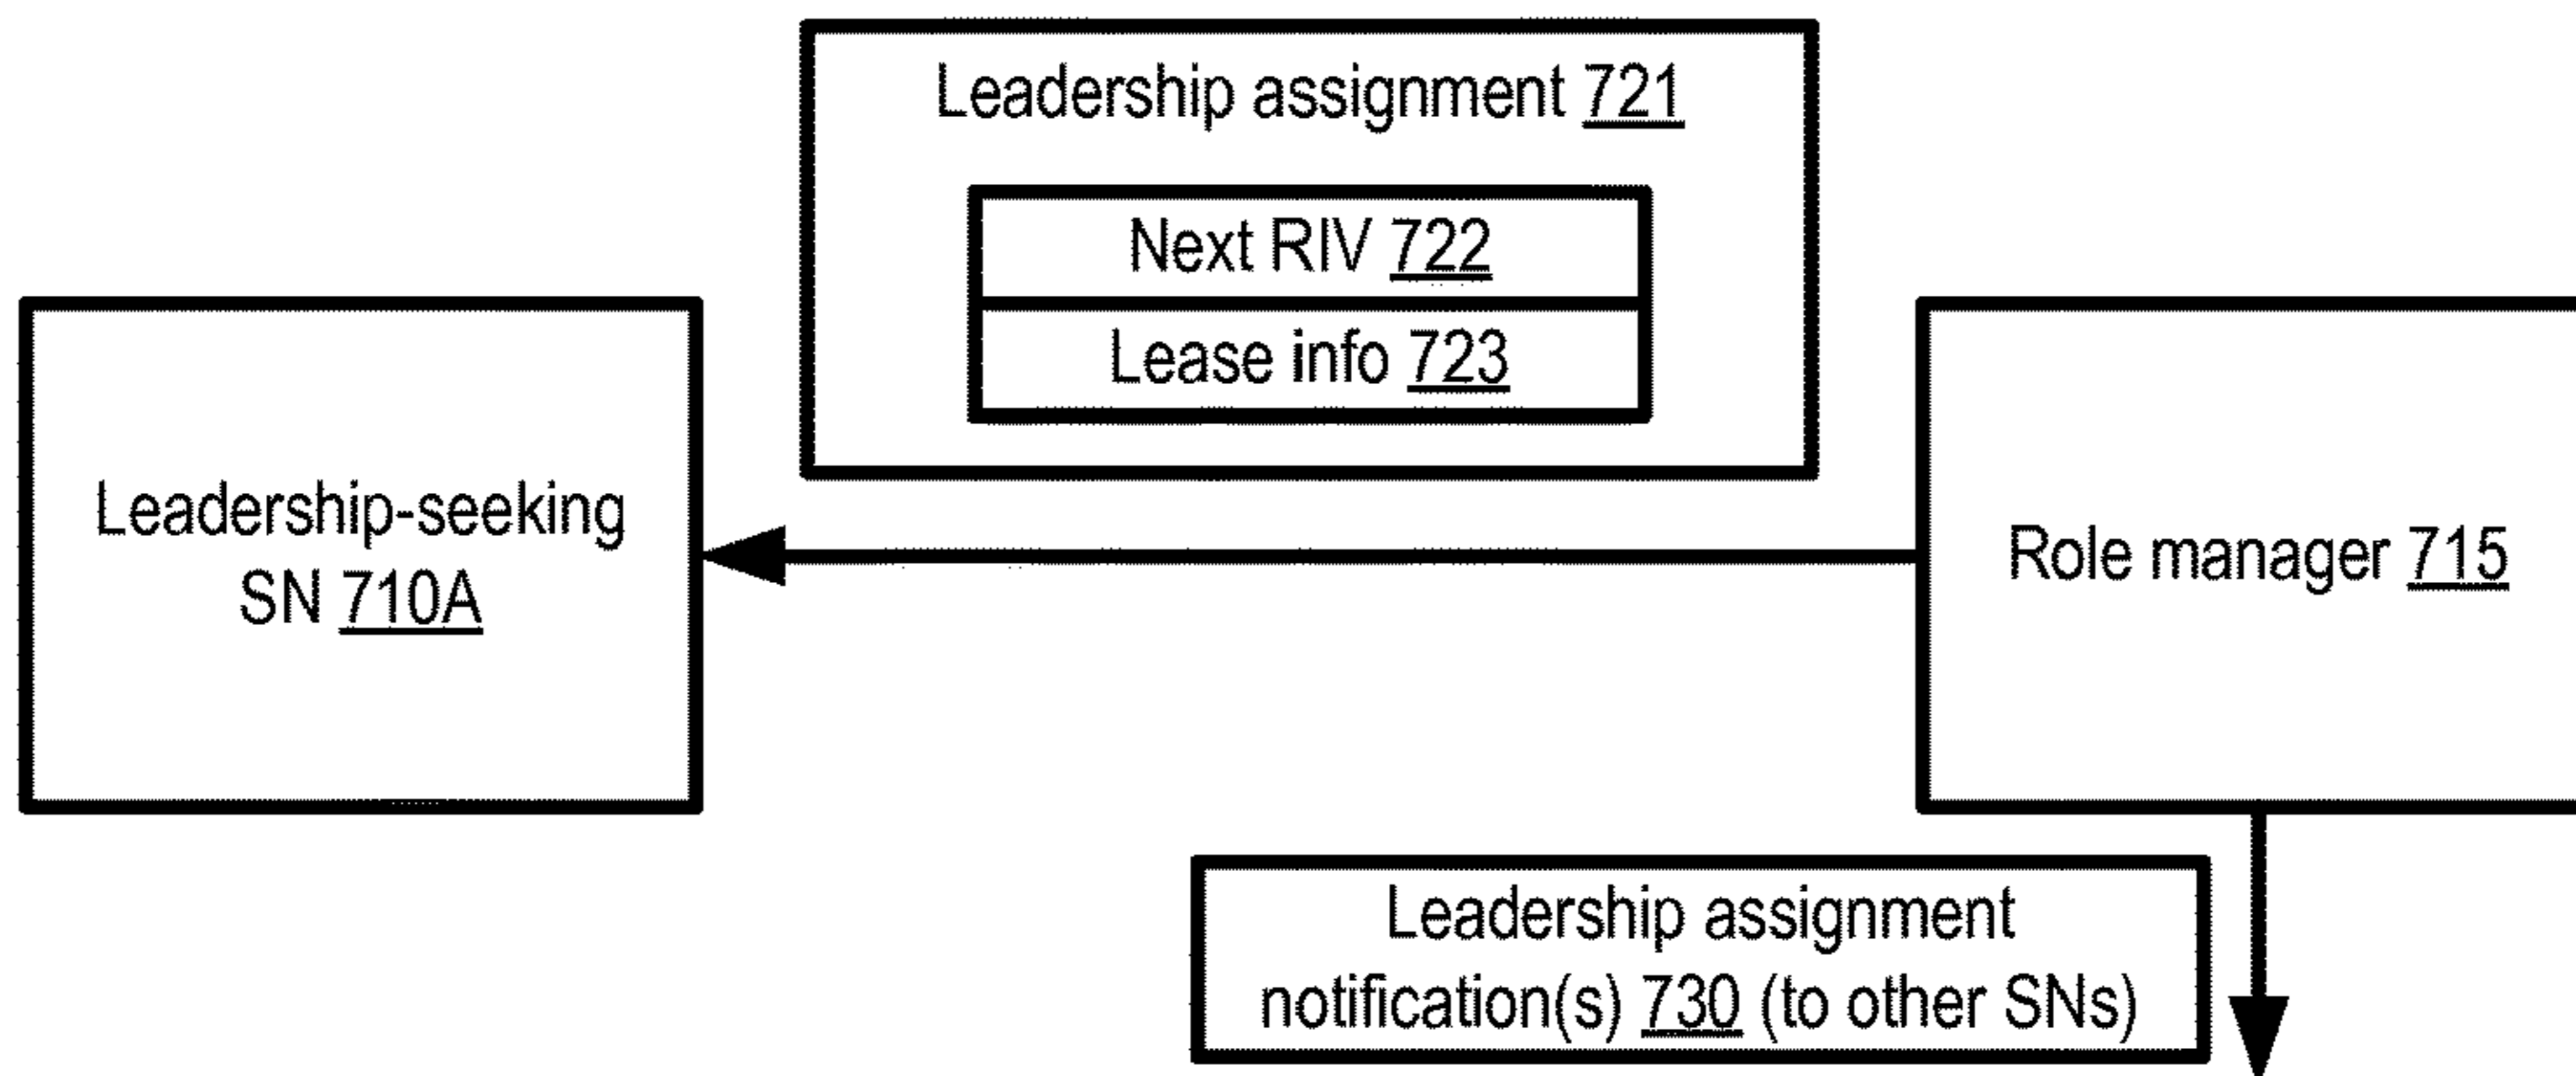 Leadership assignment 721
Next RIV 722
Lease info 723
Leadership-seeking
SN 710A
Role manager 715
Leadership assignment
notification(s) 730 (to other SNs)